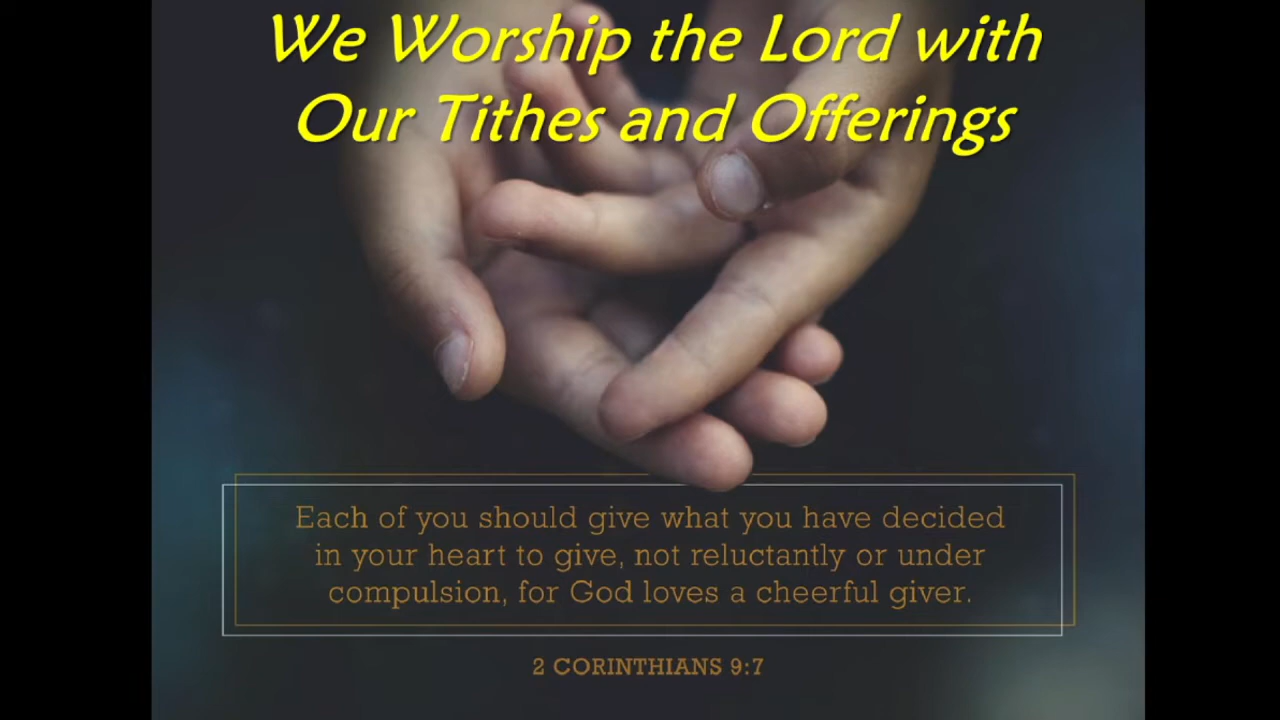 We Worship the Lord with
Our Tithes and Offerings
Each of you should give what you have decided
in your heart to give, not reluctantly or under
compulsion, for God loves a cheerful giver.
2 CORINTHIANS 9:7